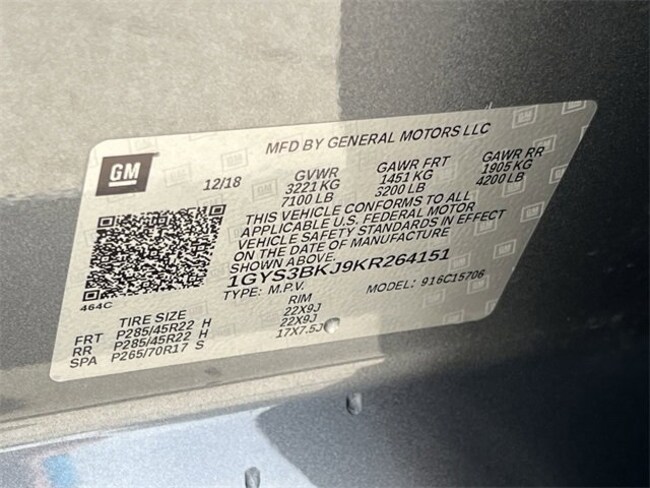 MFD BY GENERAL MOTORS LLC
GM
12/18 GVWR GAWR FRT GAWR RR
3221 KG 1451 KG 1905 KG
7100 LB 3200 LB 4200 LB
THIS VEHICLE CONFORMS TO ALL
APPLICABLE U.S. FEDERAL MOTOR
VEHICLE SAFETY STANDARDS IN EFFECT
ON THE DATE OF MANUFACTURE
SHOWN ABOVE.
1GYS3BKJ9KR264151
464C
TYPE: M.P.V. MODEL: 916C15706
TIRE SIZE RIM
FRT P285/45R22 H 22X9J
RR P285/45R22 H 22X9J
SPA P265/70R17 S 17X7.5J